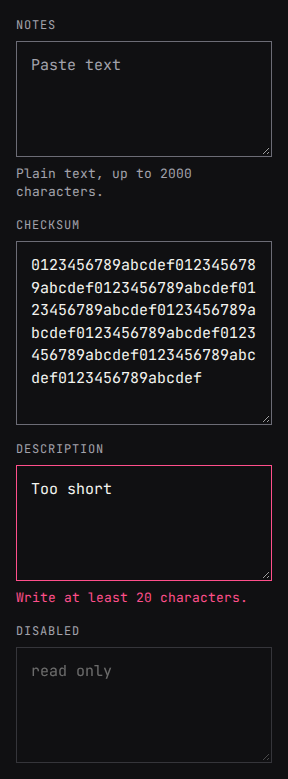 NOTES
Paste text
Plain text, up to 2000
characters.
CHECKSUM
0123456789abcdef012345678
9abcdef0123456789abcdef01
23456789abcdef0123456789a
bcdef0123456789abcdef0123
456789abcdef0123456789abc
def0123456789abcdef
DESCRIPTION
Too short
Write at least 20 characters.
DISABLED
read only